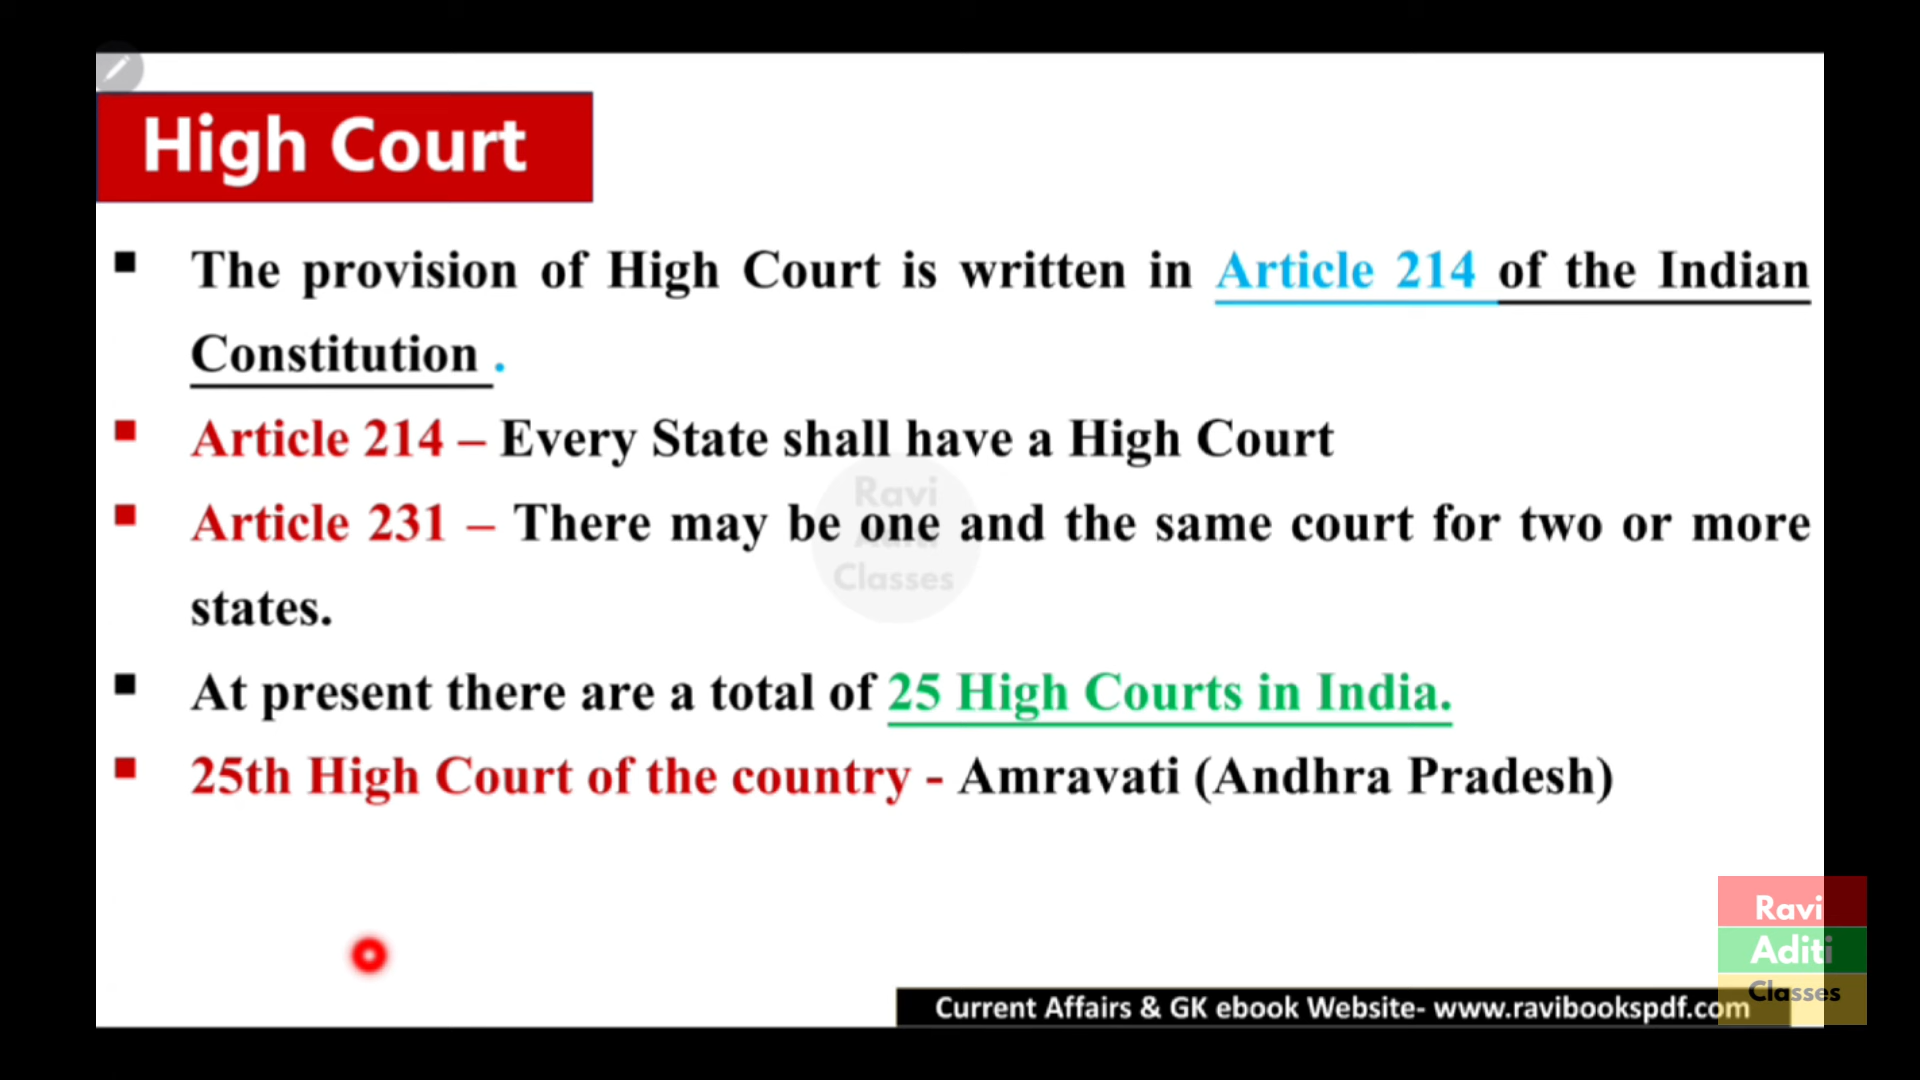 High Court
▪ The provision of High Court is written in Article 214 of the Indian
Constitution .
▪ Article 214 – Every State shall have a High Court
▪ Article 231 – There may be one and the same court for two or more
states.
▪ At present there are a total of 25 High Courts in India.
▪ 25th High Court of the country - Amravati (Andhra Pradesh)
Ravi
Aditi
Classes
Ravi
Aditi
Classes
Current Affairs & GK ebook Website- www.ravibookspdf.com